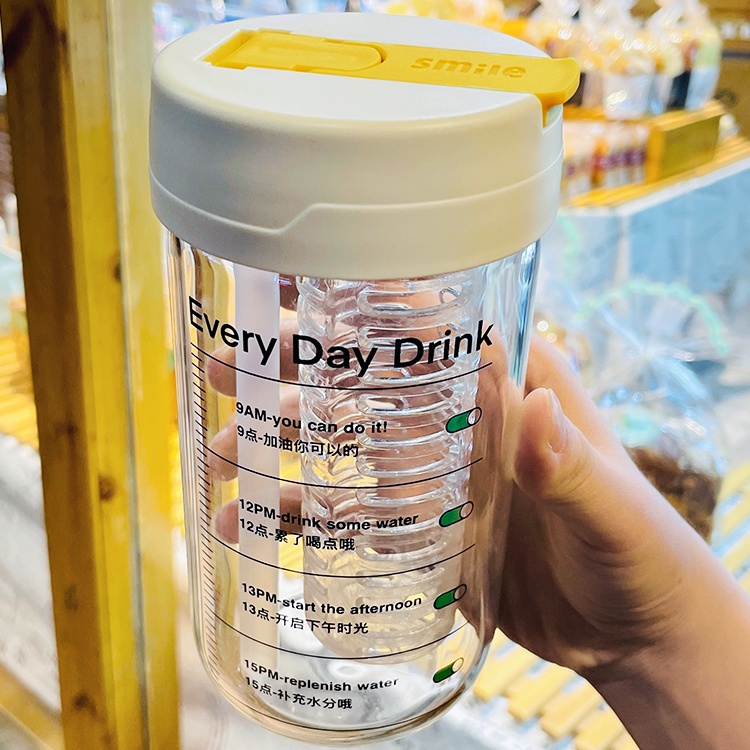 smile
Every Day Drink
9AM-you can do it!
9点-加油你可以的
12PM-drink some water
12点-累了喝点哦
13PM-start the afternoon
13点-开启下午时光
15PM-replenish water
15点-补充水分哦